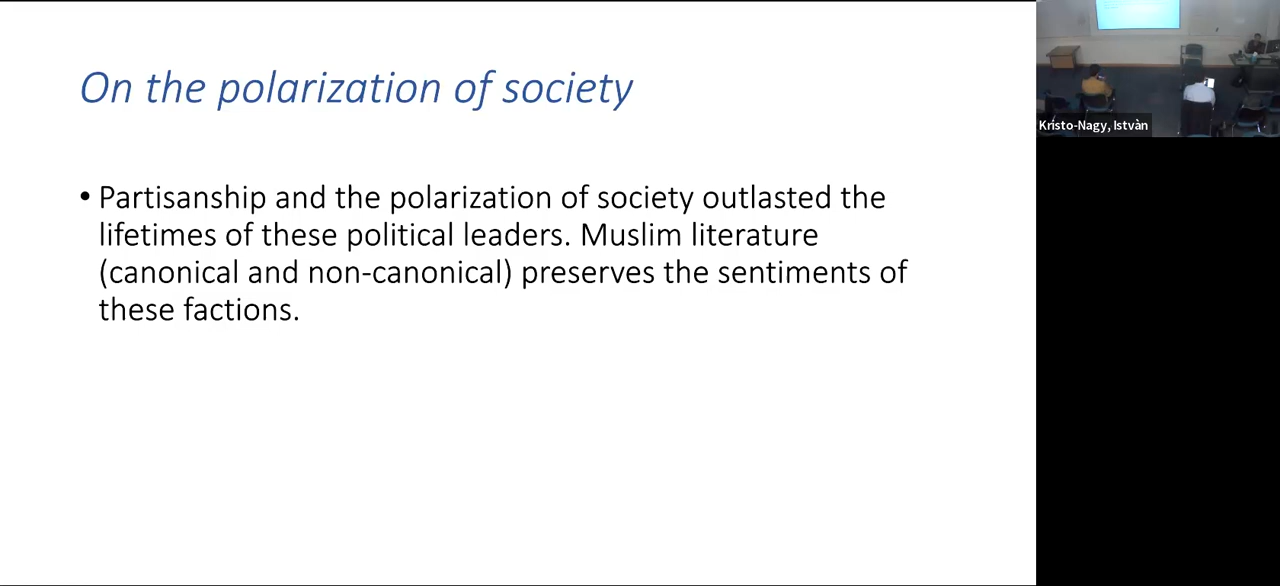 On the polarization of society
• Partisanship and the polarization of society outlasted the
lifetimes of these political leaders. Muslim literature
(canonical and non-canonical) preserves the sentiments of
these factions.
Kristo-Nagy, Istvàn